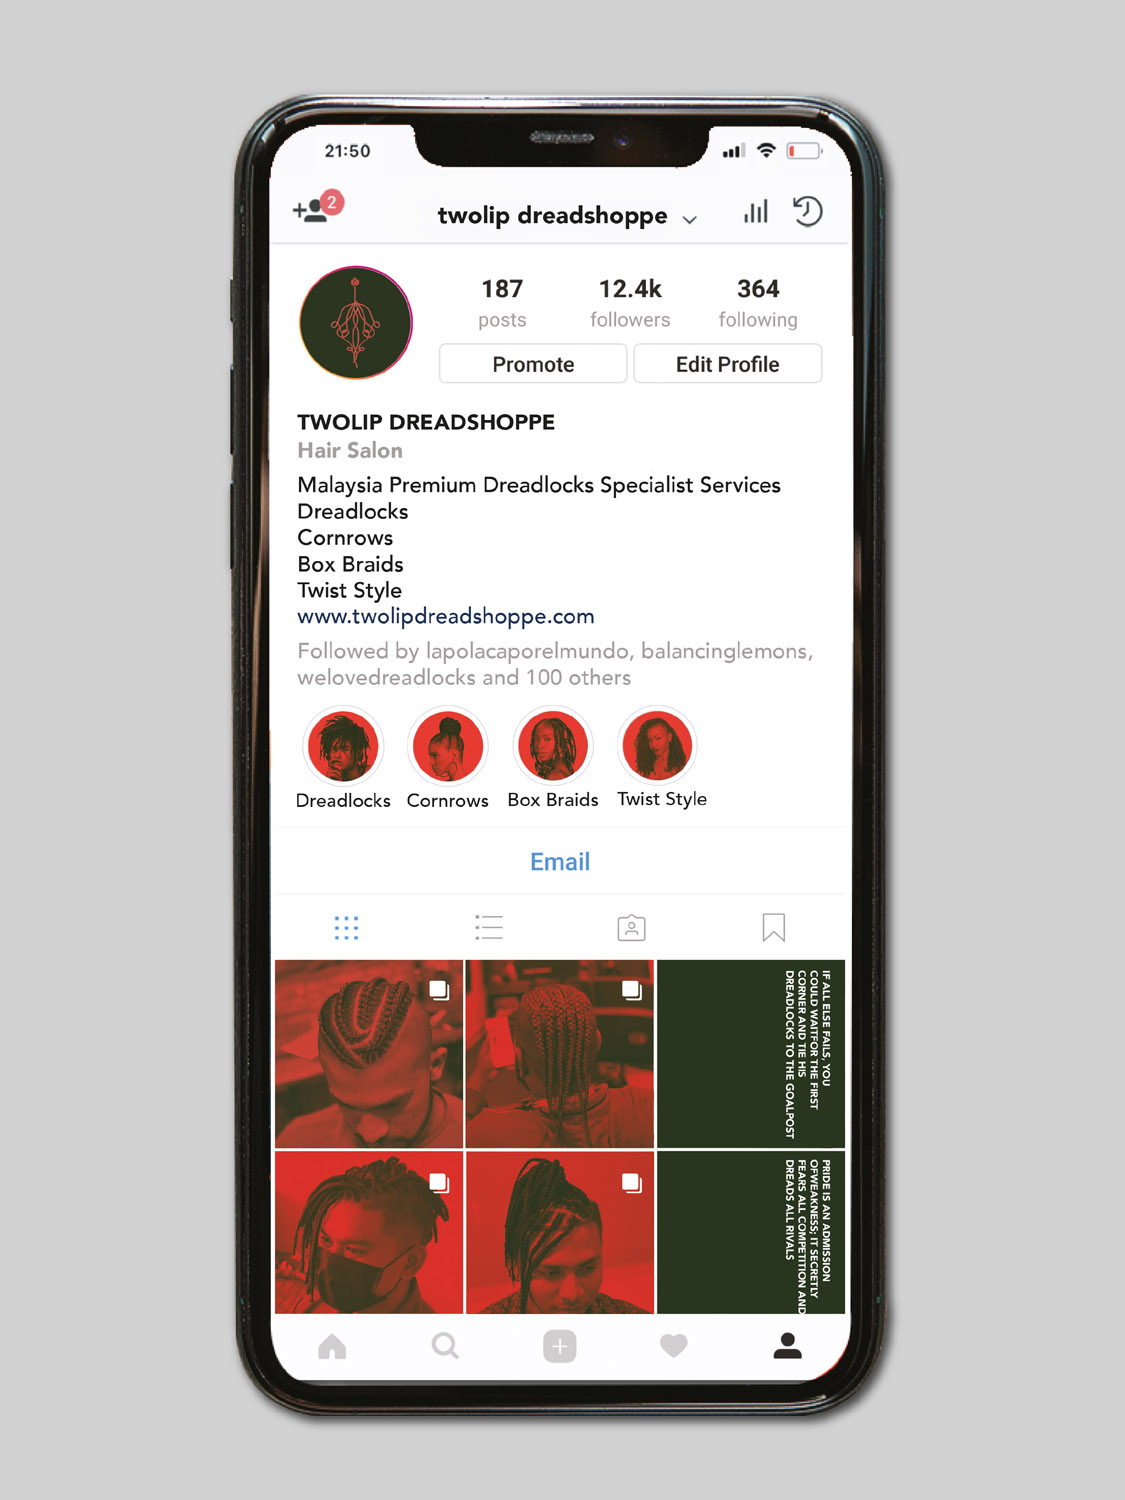 21:50
2
twolip dreadshoppe
187
12.4k
364
posts
followers
following
Promote
Edit Profile
TWOLIP DREADSHOPPE
Hair Salon
Malaysia Premium Dreadlocks Specialist Services
Dreadlocks
Cornrows
Box Braids
Twist Style
www.twolipdreadshoppe.com
Followed by lapolacaporelmundo, balancinglemons,
welovedreadlocks and 100 others
Dreadlocks
Cornrows
Box Braids
Twist Style
Email
IF ALL ELSE FAILS, YOU
COULD WAITFOR THE FIRST
CORNER AND TIE HIS
DREADLOCKS TO THE GOALPOST
PRIDE IS AN ADMISSION
OFWEAKNESS; IT SECRETLY
FEARS ALL COMPETITION AND
DREADS ALL RIVALS